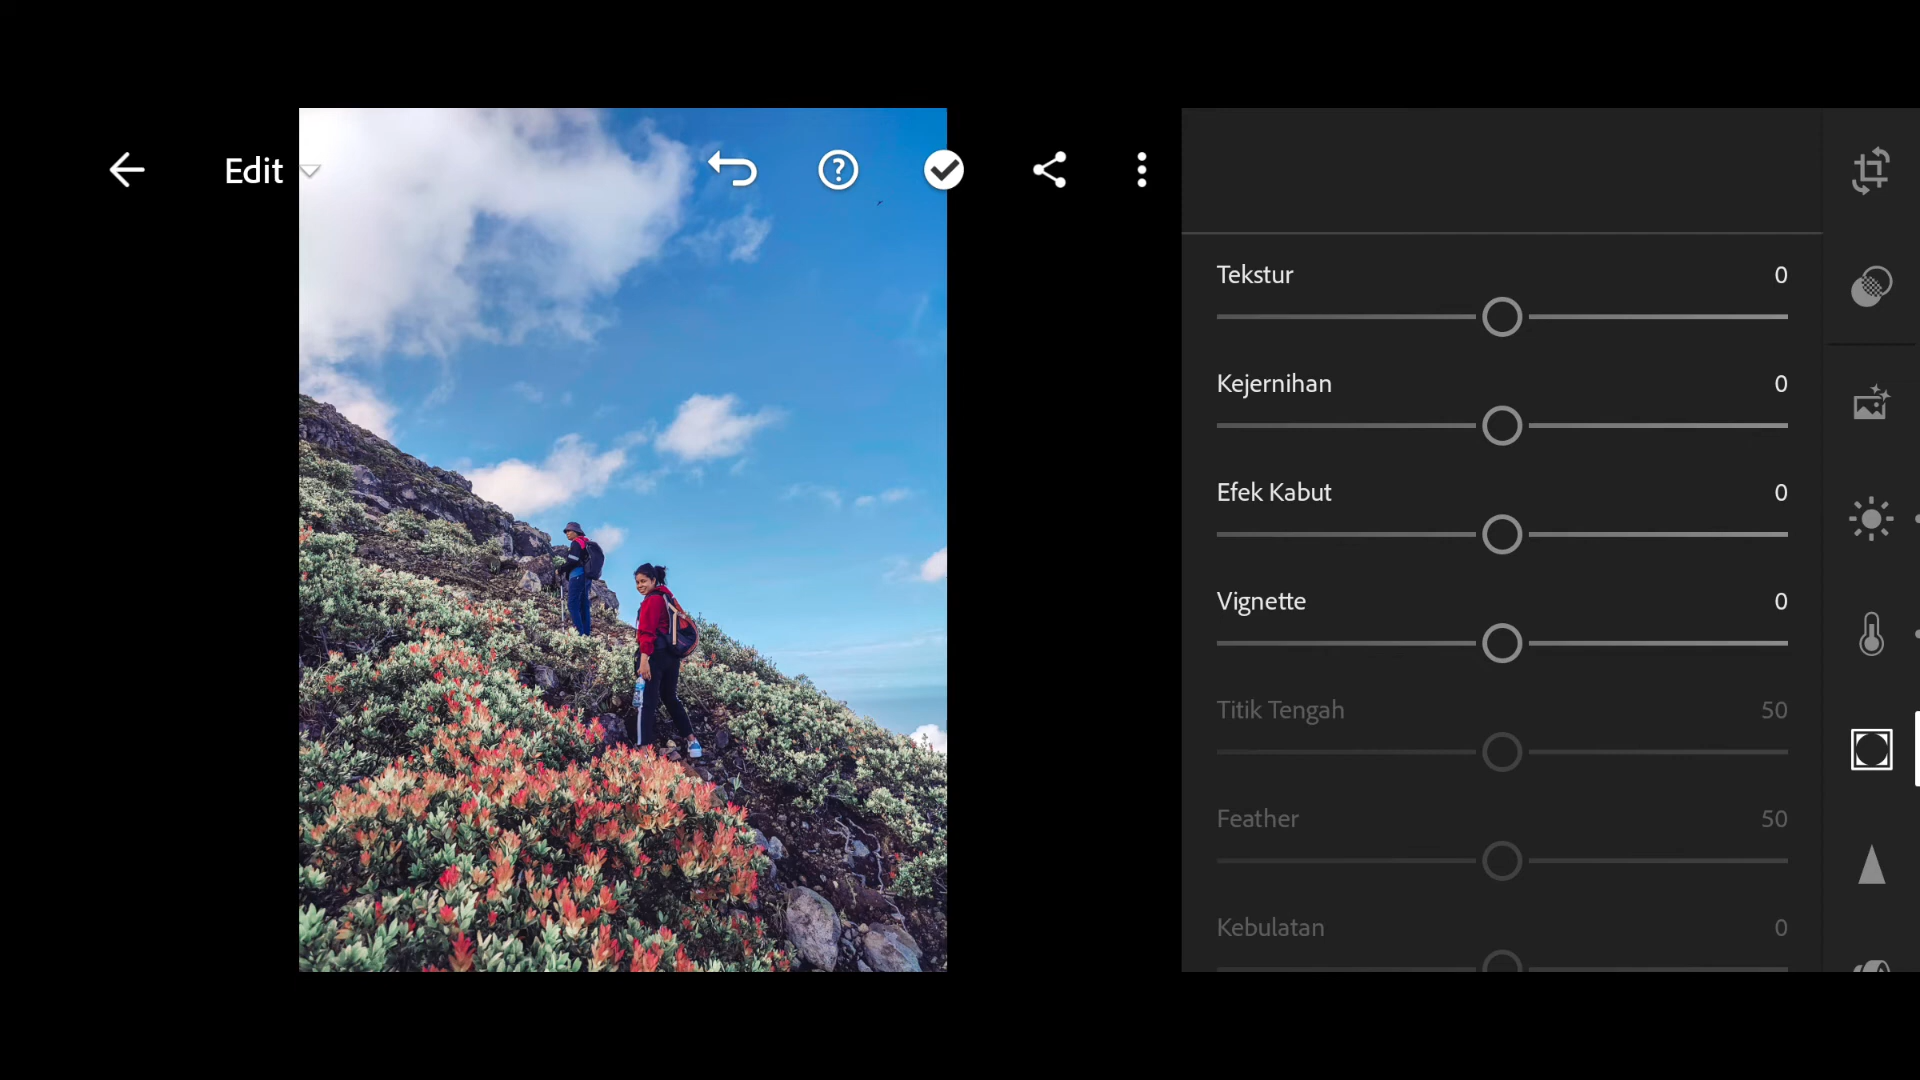 Edit
Tekstur 0
Kejernihan 0
Efek Kabut 0
Vignette 0
Titik Tengah 50
Feather 50
Kebulatan 0